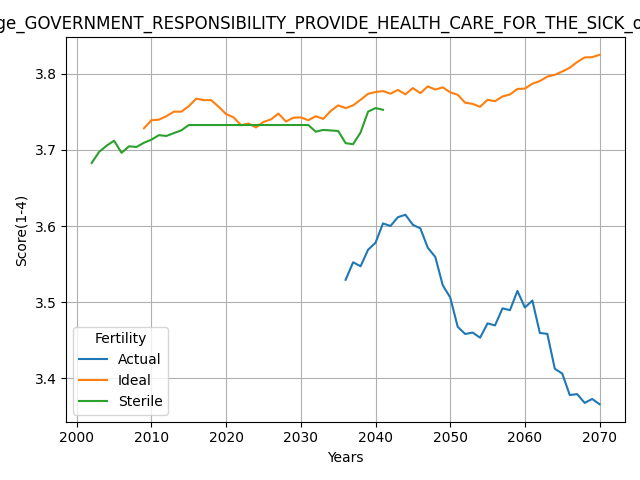 ge_GOVERNMENT_RESPONSIBILITY_PROVIDE_HEALTH_CARE_FOR_THE_SICK_o
Score(1-4)
3.8
3.7
3.6
3.5
3.4
Fertility
Actual
Ideal
Sterile
2000 2010 2020 2030 2040 2050 2060 2070
Years